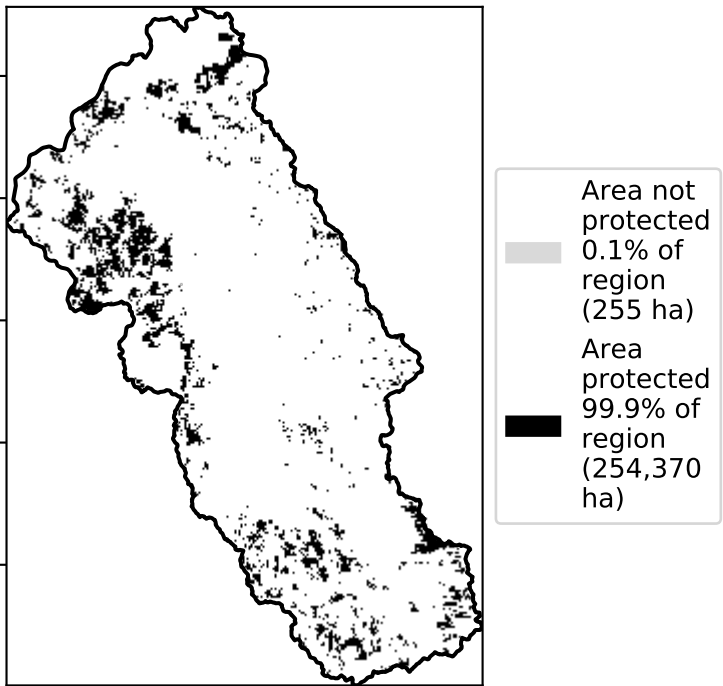 Area not
protected
0.1% of
region
(255 ha)
Area
protected
99.9% of
region
(254,370
ha)